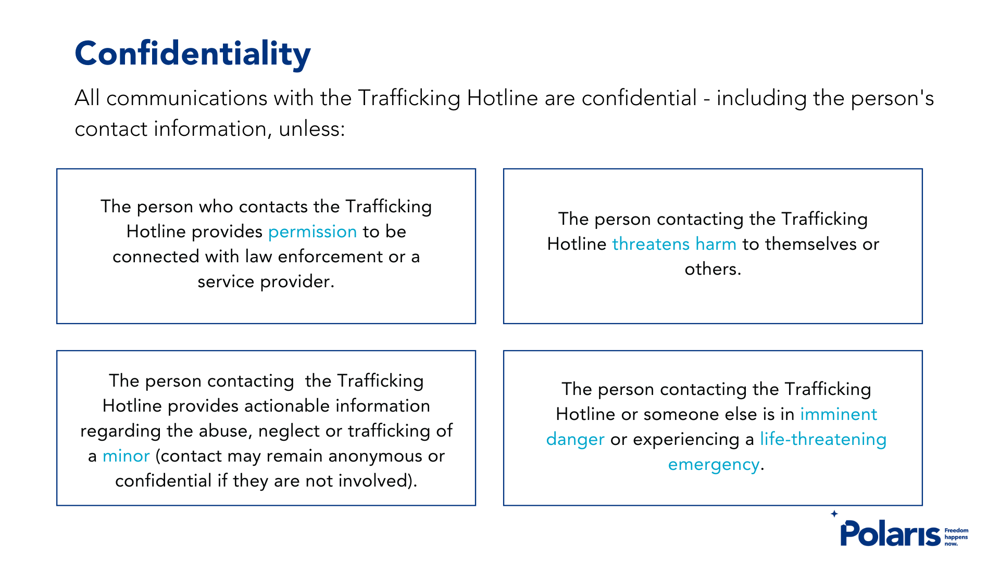 Confidentiality
All communications with the Trafficking Hotline are confidential - including the person's
contact information, unless:
The person who contacts the Trafficking
Hotline provides permission to be
connected with law enforcement or a
service provider.
The person contacting the Trafficking
Hotline threatens harm to themselves or
others.
The person contacting  the Trafficking
Hotline provides actionable information
regarding the abuse, neglect or trafficking of
a minor (contact may remain anonymous or
confidential if they are not involved).
The person contacting the Trafficking
Hotline or someone else is in imminent
danger or experiencing a life-threatening
emergency.
Polaris
Freedom
happens
now.